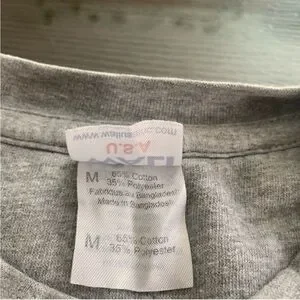 U.S.A
M
65% Cotton
35% Polyester
Fabriqué au Bangladesh
Made in Bangladesh
M
65% Cotton
35% Polyester